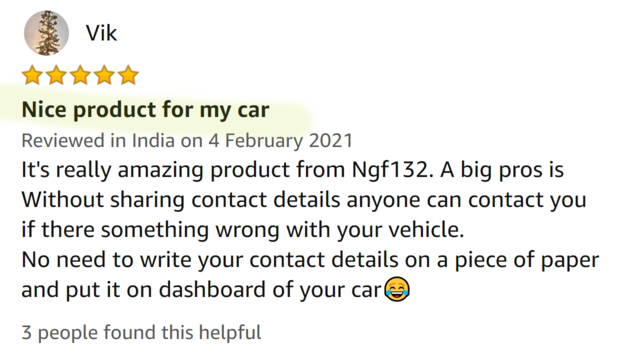 Vik
Nice product for my car
Reviewed in India on 4 February 2021
It's really amazing product from Ngf132. A big pros is
Without sharing contact details anyone can contact you
if there something wrong with your vehicle.
No need to write your contact details on a piece of paper
and put it on dashboard of your car😂
3 people found this helpful